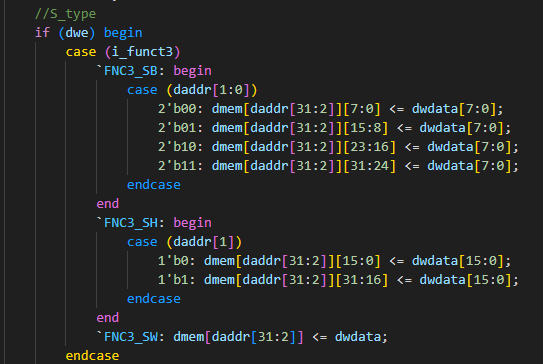 //S_type
if (dwe) begin
case (i_funct3)
`FNC3_SB: begin
case (daddr[1:0])
2'b00: dmem[daddr[31:2]][7:0] <= dwdata[7:0];
2'b01: dmem[daddr[31:2]][15:8] <= dwdata[7:0];
2'b10: dmem[daddr[31:2]][23:16] <= dwdata[7:0];
2'b11: dmem[daddr[31:2]][31:24] <= dwdata[7:0];
endcase
end
`FNC3_SH: begin
case (daddr[1])
1'b0: dmem[daddr[31:2]][15:0] <= dwdata[15:0];
1'b1: dmem[daddr[31:2]][31:16] <= dwdata[15:0];
endcase
end
`FNC3_SW: dmem[daddr[31:2]] <= dwdata;
endcase